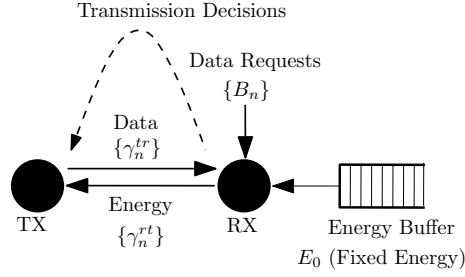 Transmission Decisions
Data Requests
{B_n}
Data
{γ_n^{tr}}
Energy
{γ_n^{rt}}
TX
RX
Energy Buffer
E_0 (Fixed Energy)